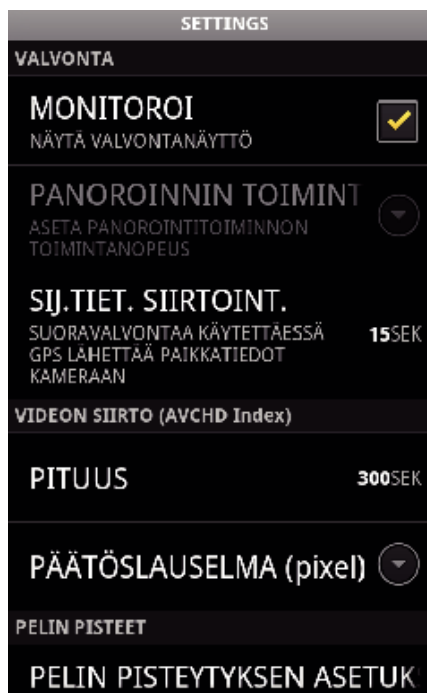 SETTINGS
VALVONTA
MONITOROI
NÄYTÄ VALVONTANÄYTTÖ
PANOROINNIN TOIMINT
ASETA PANOROINTITOIMINNON
TOIMINTANOPEUS
SIJ.TIET. SIIRTOINT.
SUORAVALVONTAA KÄYTETTÄESSÄ
GPS LÄHETTÄÄ PAIKKATIEDOT
KAMERAAN
15SEK
VIDEON SIIRTO (AVCHD Index)
PITUUS
300SEK
PÄÄTÖSLAUSELMA (pixel)
PELIN PISTEET
PELIN PISTEYTYKSEN ASETUK